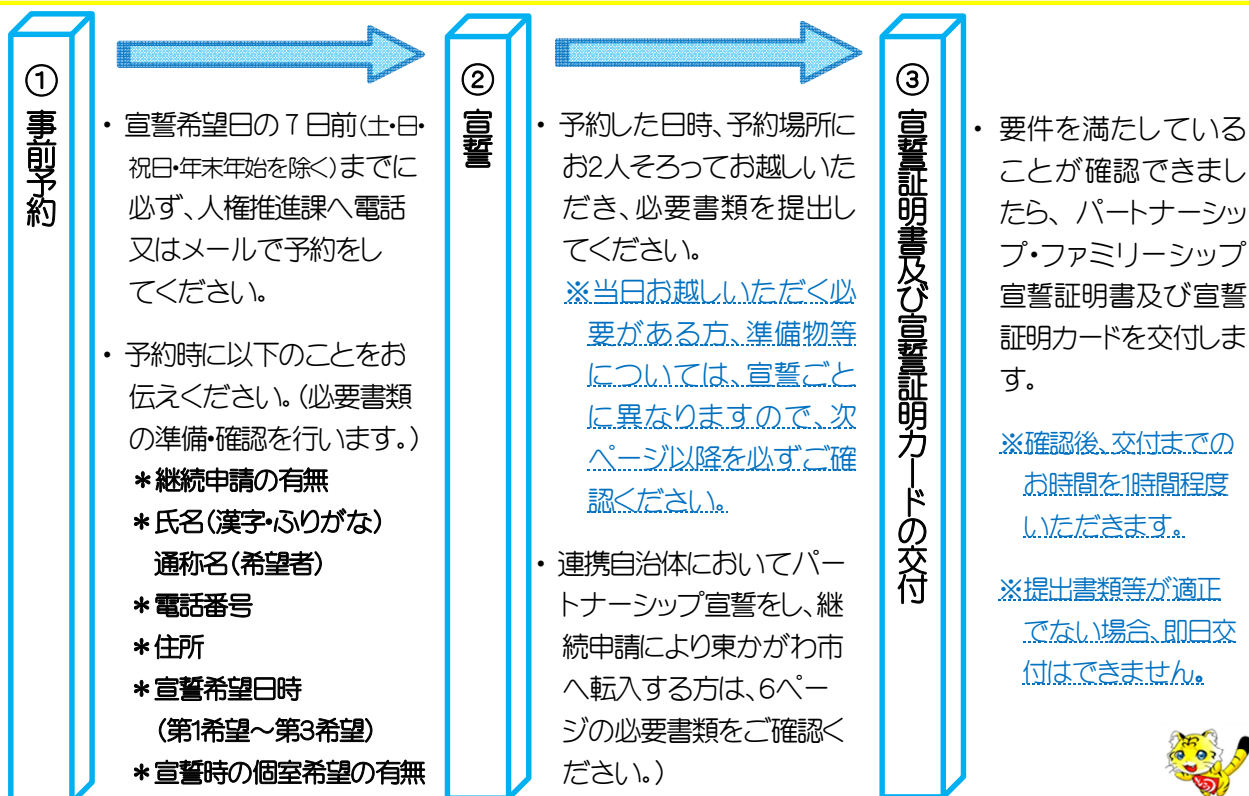 ①事前予約
・宣誓希望日の7日前(土・日・
祝日・年末年始を除く)までに
必ず、人権推進課へ電話
又はメールで予約をし
てください。
・予約時に以下のことをお
伝えください。(必要書類
の準備・確認を行います。)
＊継続申請の有無
＊氏名(漢字・ふりがな)
通称名(希望者)
＊電話番号
＊住所
＊宣誓希望日時
(第1希望～第3希望)
＊宣誓時の個室希望の有無
②宣誓
・予約した日時、予約場所に
お2人そろってお越しいた
だき、必要書類を提出し
てください。
※当日お越しいただく必
要がある方、準備物等
については、宣誓ごと
に異なりますので、次
ページ以降を必ずご確
認ください。
・連携自治体においてパー
トナーシップ宣誓をし、継
続申請により東かがわ市
へ転入する方は、6ペー
ジの必要書類をご確認く
ださい。)
③宣誓証明書及び宣誓証明カードの交付
・要件を満たしている
ことが確認できまし
たら、パートナーシッ
プ・ファミリーシップ
宣誓証明書及び宣誓
証明カードを交付しま
す。
※確認後、交付までの
お時間を1時間程度
いただきます。
※提出書類等が適正
でない場合、即日交
付はできません。